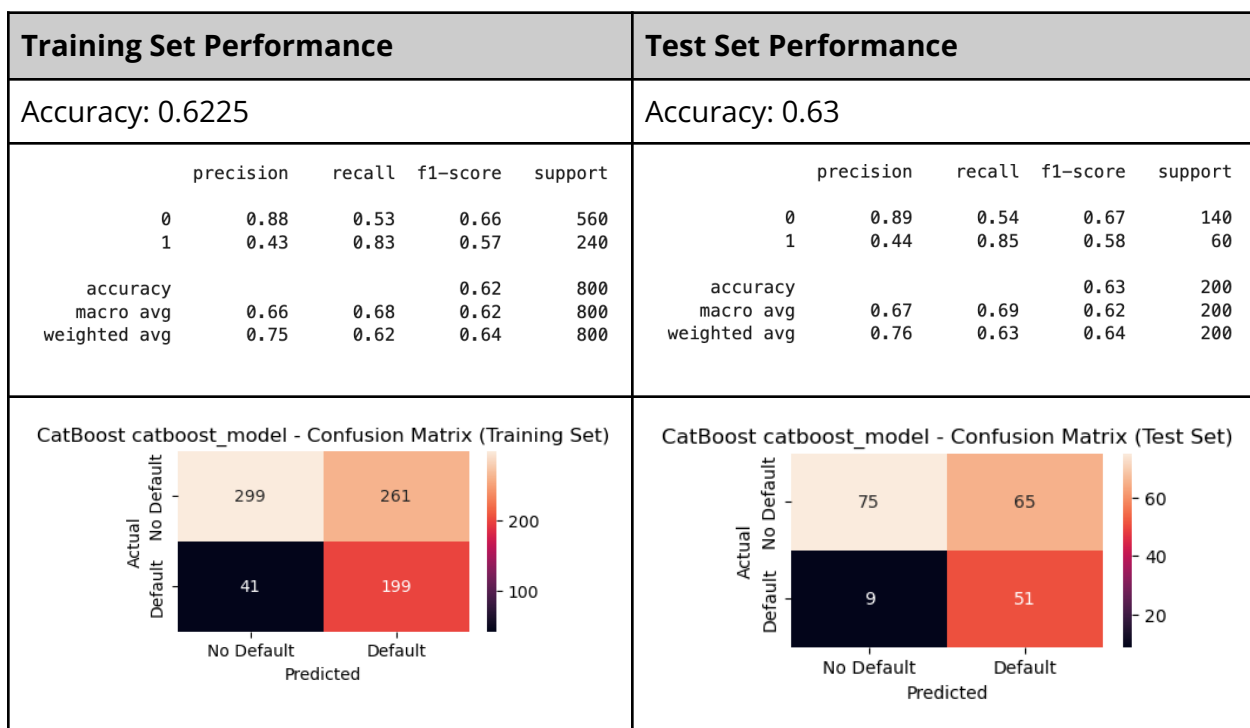 Training Set Performance
Test Set Performance
Accuracy: 0.6225
Accuracy: 0.63
precision recall f1-score support
0 0.88 0.53 0.66 560
1 0.43 0.83 0.57 240
accuracy 0.62 800
macro avg 0.66 0.68 0.62 800
weighted avg 0.75 0.62 0.64 800
precision recall f1-score support
0 0.89 0.54 0.67 140
1 0.44 0.85 0.58 60
accuracy 0.63 200
macro avg 0.67 0.69 0.62 200
weighted avg 0.76 0.63 0.64 200
CatBoost catboost_model - Confusion Matrix (Training Set)
Actual
No Default
299 261
200
Default
41 199
100
No Default Default
Predicted
CatBoost catboost_model - Confusion Matrix (Test Set)
Actual
No Default
75 65
60
40
Default
9 51
20
No Default Default
Predicted